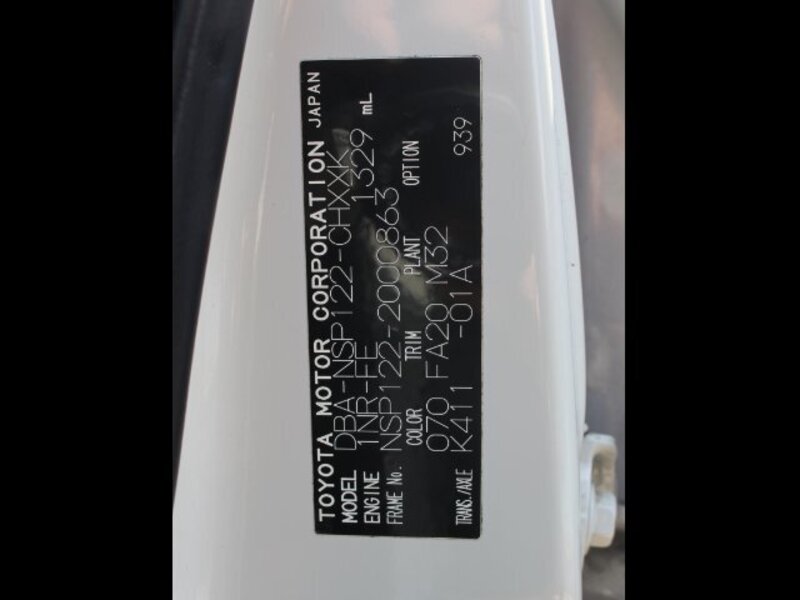 TOYOTA MOTOR CORPORATION JAPAN
MODEL DBA-NSP122-CHXXK
ENGINE 1NR-FE 1329 mL
FRAME No. NSP122-2000863
COLOR TRIM PLANT OPTION
070 FA20 M32
TRANS./AXLE K411 -01A 939